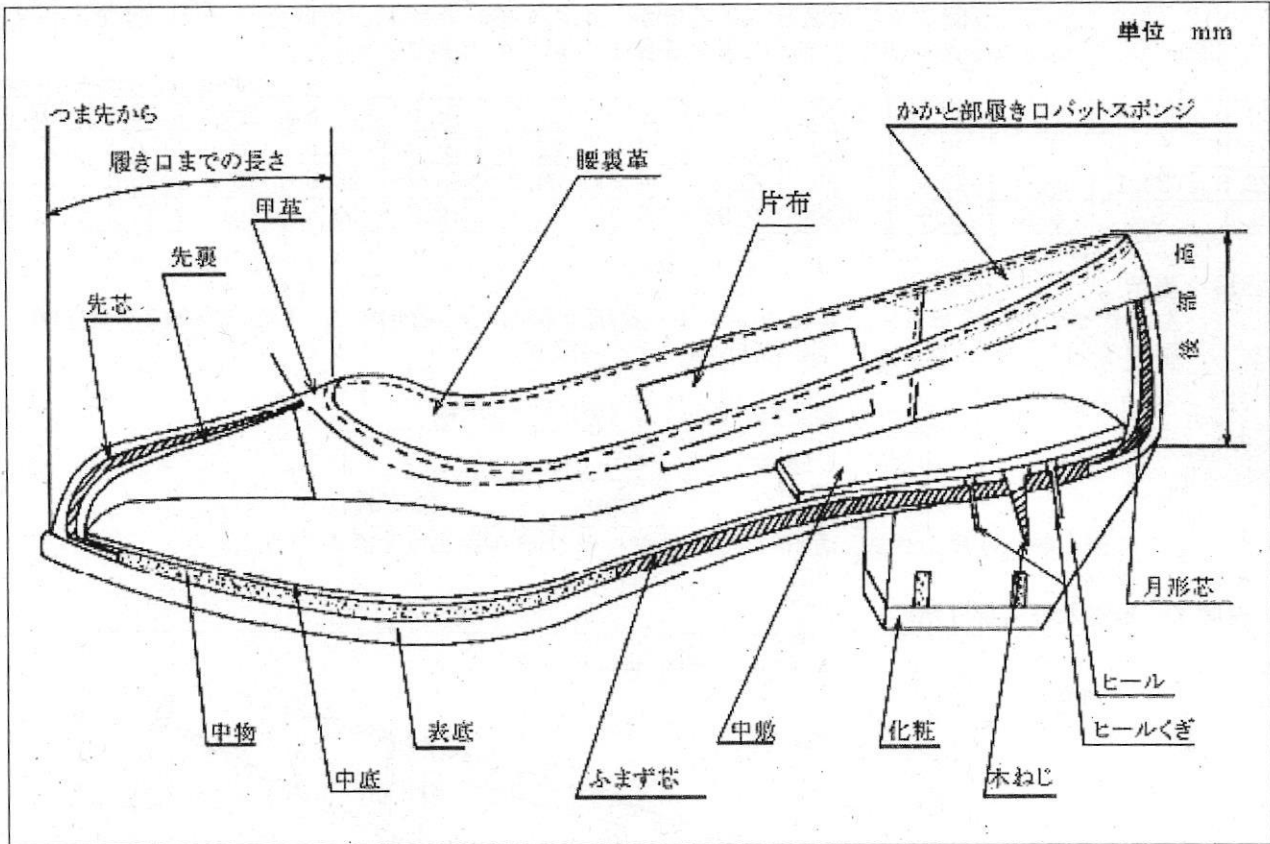 単位 mm
つま先から
履き口までの長さ
かかと部履き口パットスポンジ
腰裏革
甲革
片布
先裏
先芯
後部高
月形芯
ヒール
ヒールくぎ
木ねじ
化粧
中敷
ふまず芯
表底
中底
中物